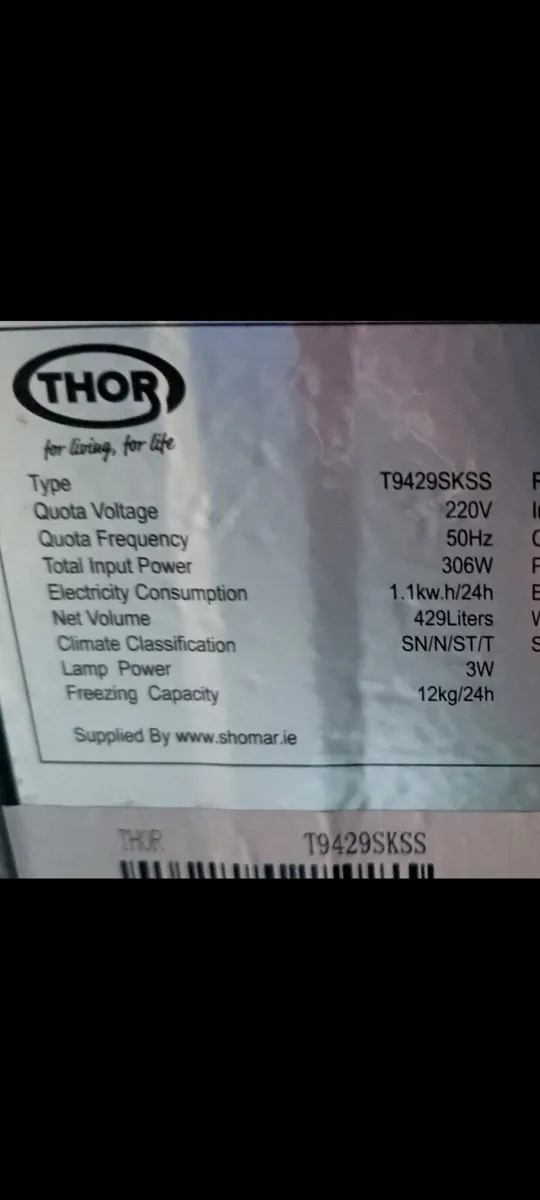 THOR
for living, for life
Type T9429SKSS
Quota Voltage 220V
Quota Frequency 50Hz
Total Input Power 306W
Electricity Consumption 1.1kw.h/24h
Net Volume 429Liters
Climate Classification SN/N/ST/T
Lamp Power 3W
Freezing Capacity 12kg/24h
Supplied By www.shomar.ie
THOR T9429SKSS